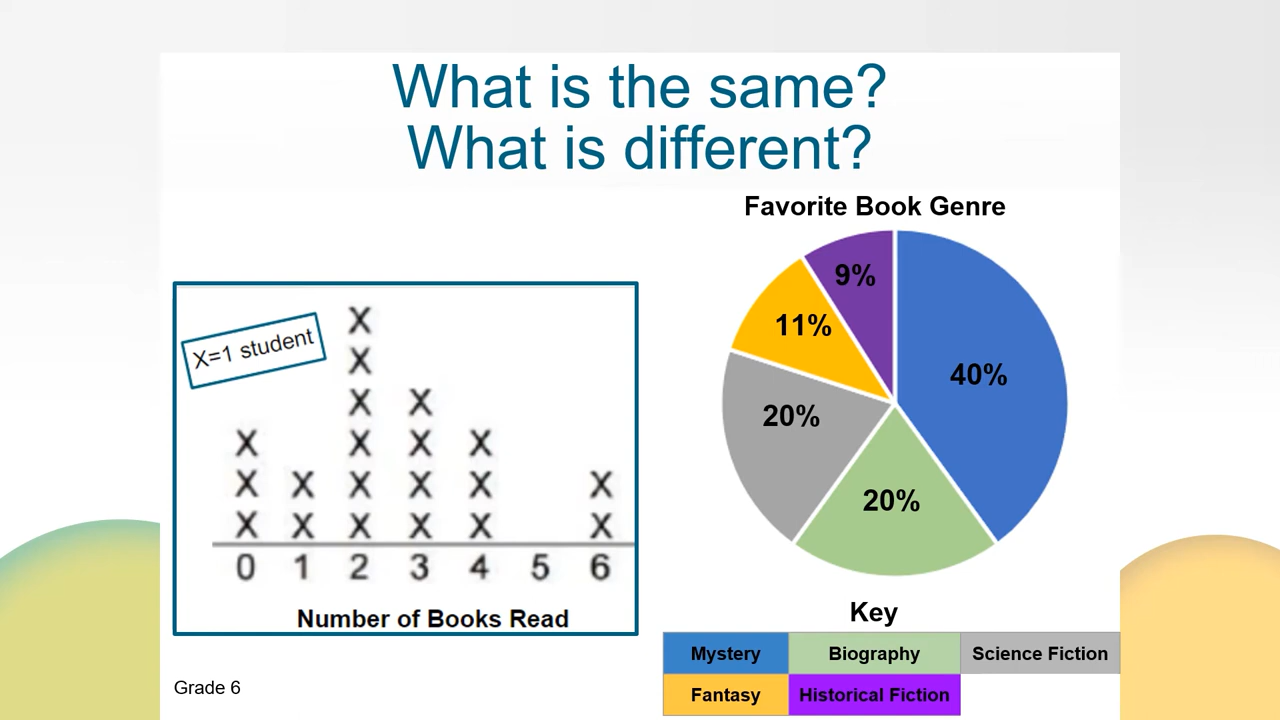 What is the same?
What is different?
Favorite Book Genre
X=1 student
X
X
X X
X X X X
X X X X X X
X X X X X X
0 1 2 3 4 5 6
Number of Books Read
9%
11%
40%
20%
20%
Key
Mystery Biography Science Fiction
Fantasy Historical Fiction
Grade 6